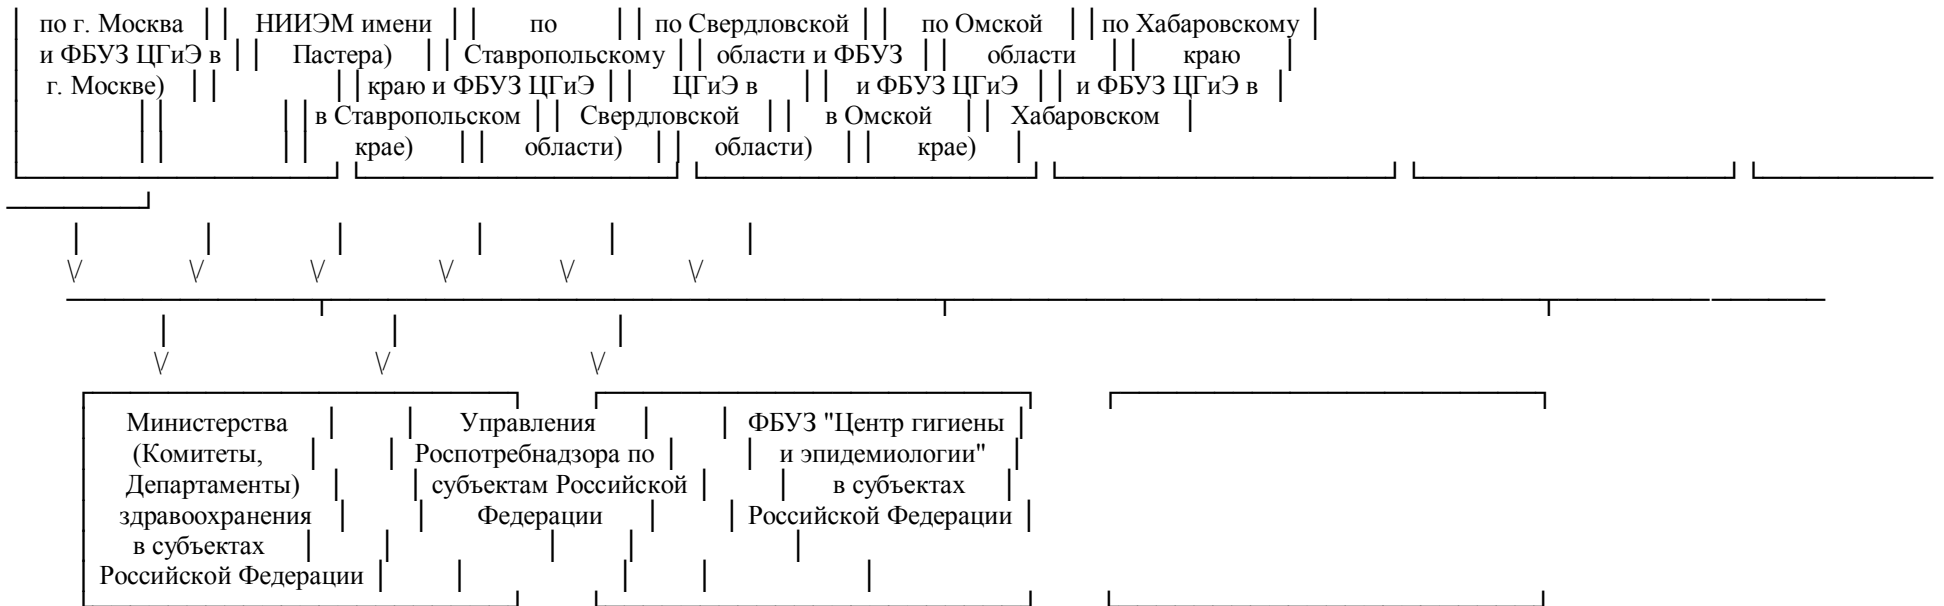 по г. Москва НИИЭМ имени по по Свердловской по Омской по Хабаровскому
и ФБУЗ ЦГиЭ в Пастера) Ставропольскому области и ФБУЗ области краю
г. Москве) краю и ФБУЗ ЦГиЭ ЦГиЭ в и ФБУЗ ЦГиЭ и ФБУЗ ЦГиЭ в
в Ставропольском Свердловской в Омской Хабаровском
крае) области) области) крае)
Министерства Управления ФБУЗ "Центр гигиены
(Комитеты, Роспотребнадзора по и эпидемиологии"
Департаменты) субъектам Российской в субъектах
здравоохранения Федерации Российской Федерации
в субъектах
Российской Федерации